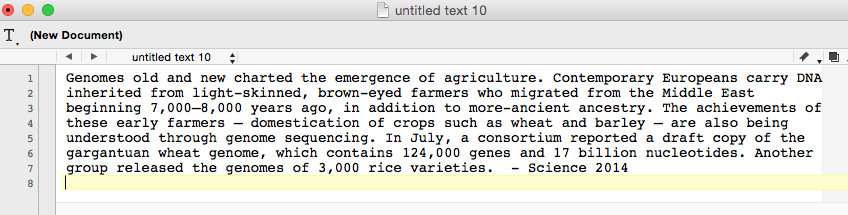 untitled text 10
T. (New Document)
untitled text 10
1 Genomes old and new charted the emergence of agriculture. Contemporary Europeans carry DNA
2 inherited from light-skinned, brown-eyed farmers who migrated from the Middle East
3 beginning 7,000—8,000 years ago, in addition to more-ancient ancestry. The achievements of
4 these early farmers — domestication of crops such as wheat and barley — are also being
5 understood through genome sequencing. In July, a consortium reported a draft copy of the
6 gargantuan wheat genome, which contains 124,000 genes and 17 billion nucleotides. Another
7 group released the genomes of 3,000 rice varieties.  - Science 2014
8